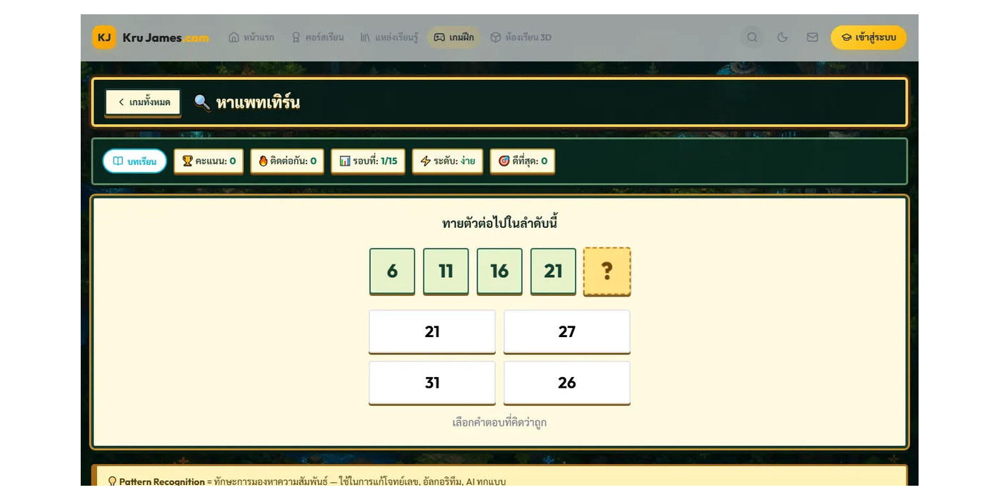 KJ Kru James.com หน้าแรก คอร์สเรียน แหล่งเรียนรู้ เกมฝึก ห้องเรียน 3D เข้าสู่ระบบ
เกมทั้งหมด 🔍 หาแพทเทิร์น
บทเรียน 🏆 คะแนน: 0 🔥 ติดต่อกัน: 0 📊 รอบที่: 1/15 ⚡ ระดับ: ง่าย 🎯 ดีที่สุด: 0
ทายตัวต่อไปในลำดับนี้
6 11 16 21 ?
21 27
31 26
เลือกคำตอบที่คิดว่าถูก
💡 Pattern Recognition = ทักษะการมองหาความสัมพันธ์ — ใช้ในการแก้โจทย์เลข, อัลกอริทึม, AI ทุกแบบ